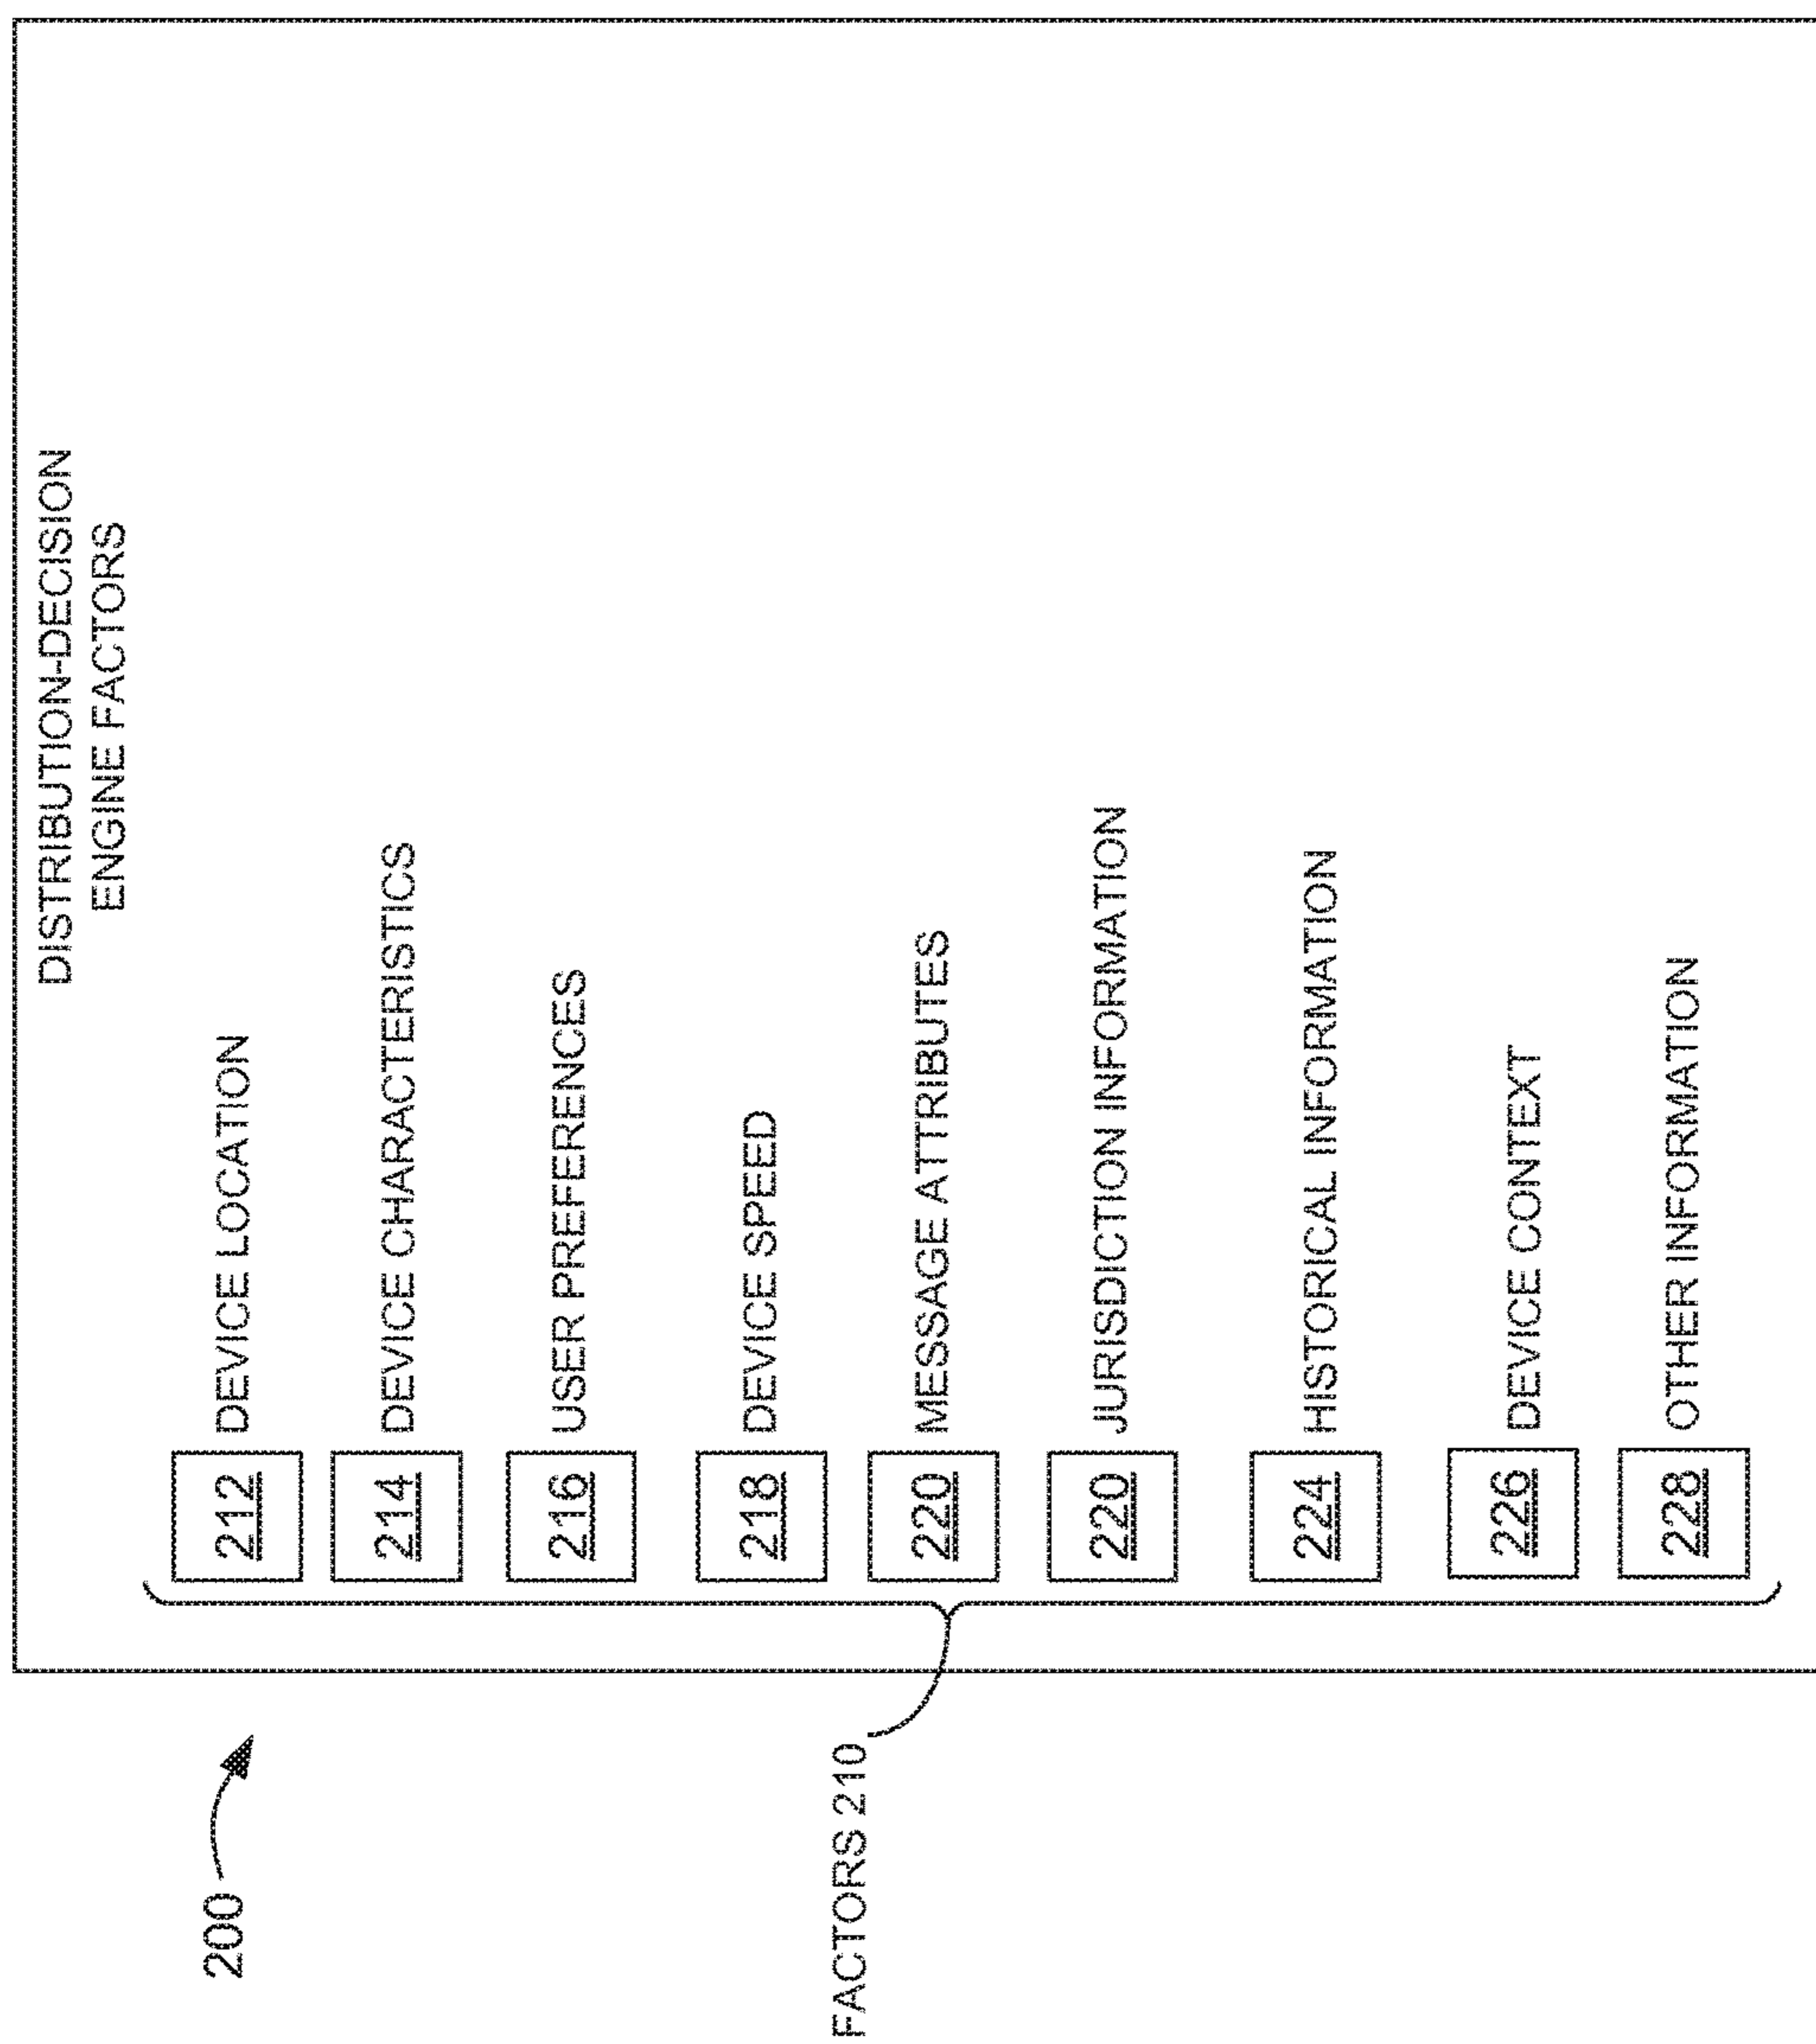 DISTRIBUTION-DECISION
ENGINE FACTORS
200
FACTORS 210
212 DEVICE LOCATION
214 DEVICE CHARACTERISTICS
216 USER PREFERENCES
218 DEVICE SPEED
220 MESSAGE ATTRIBUTES
220 JURISDICTION INFORMATION
224 HISTORICAL INFORMATION
226 DEVICE CONTEXT
228 OTHER INFORMATION